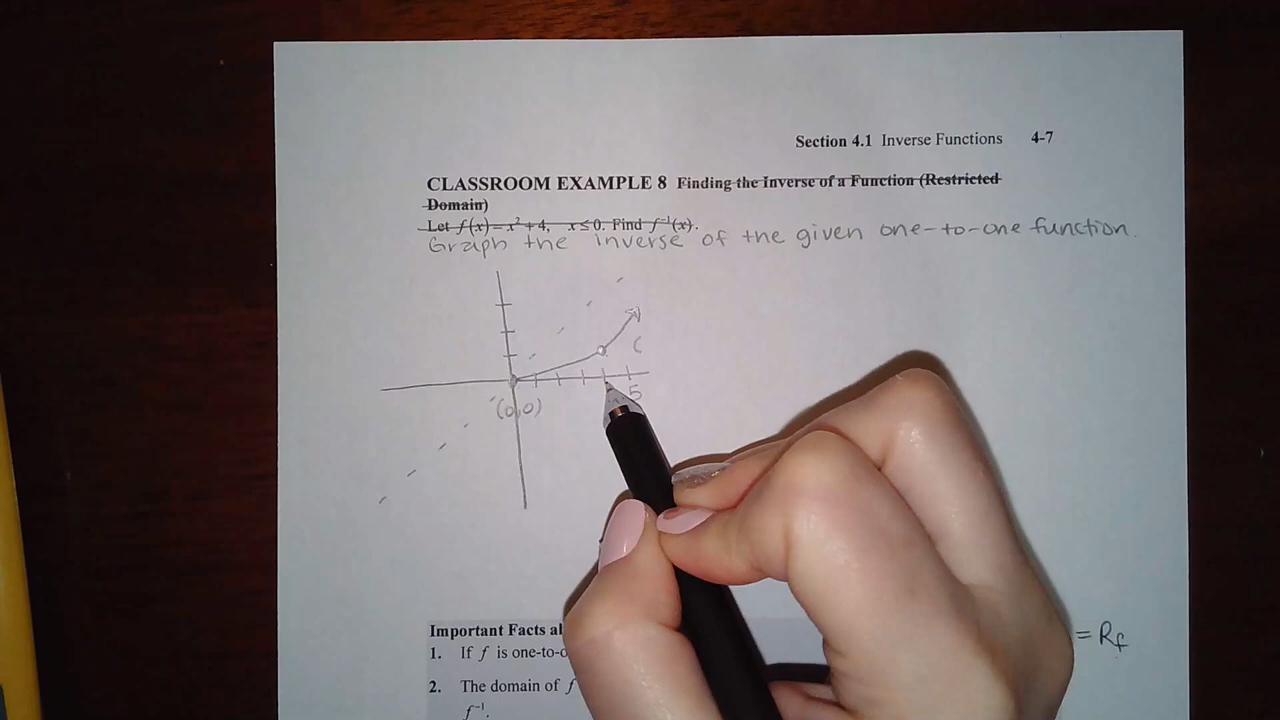 Section 4.1 Inverse Functions 4-7
CLASSROOM EXAMPLE 8 Finding the Inverse of a Function (Restricted
Domain)
Let f(x) = x² + 4, x ≤ 0. Find f⁻¹(x).
Graph the inverse of the given one-to-one function.
(
5
(0,0)
Important Facts a
= Rf
1. If f is one-to-
2. The domain of f
f⁻¹.